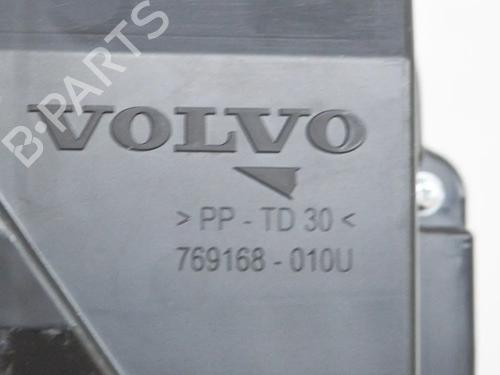 B-PARTS
VOLVO
> PP - TD 30 <
769168 - 010U